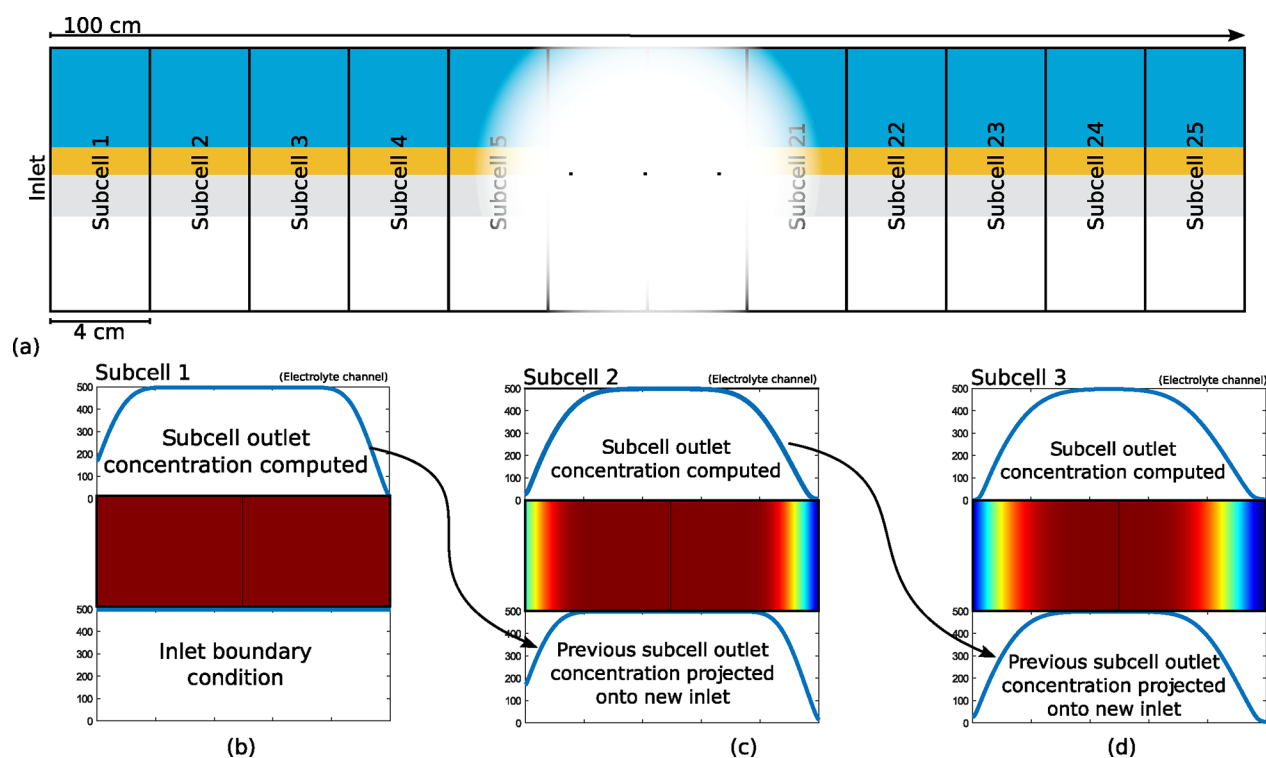 100 cm
Inlet
Subcell 1
Subcell 2
Subcell 3
Subcell 4
Subcell 5
Subcell 21
Subcell 22
Subcell 23
Subcell 24
Subcell 25
4 cm
(a)
Subcell 1
(Electrolyte channel)
500
400
300
200
100
0
Subcell outlet
concentration computed
500
400
300
200
100
0
Inlet boundary
condition
(b)
Subcell 2
(Electrolyte channel)
500
400
300
200
100
0
Subcell outlet
concentration computed
500
400
300
200
100
0
Previous subcell outlet
concentration projected
onto new inlet
(c)
Subcell 3
(Electrolyte channel)
500
400
300
200
100
0
Subcell outlet
concentration computed
500
400
300
200
100
0
Previous subcell outlet
concentration projected
onto new inlet
(d)